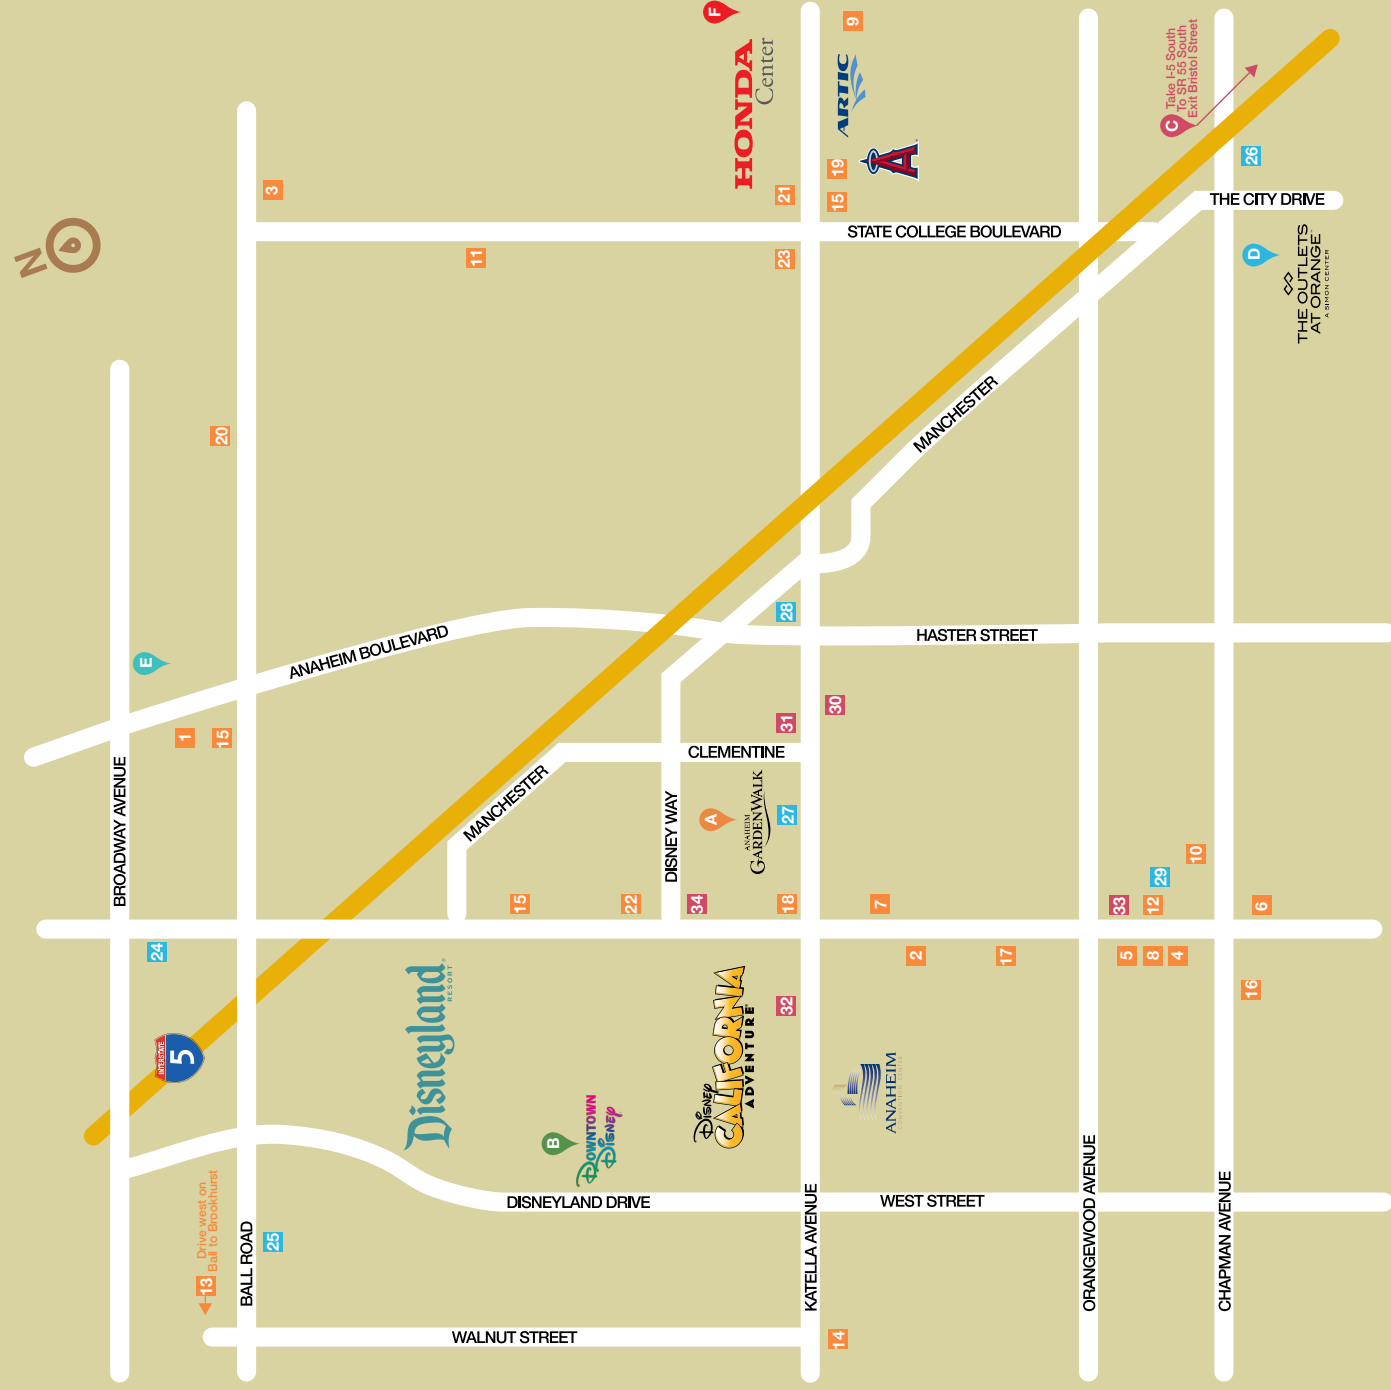 N
F
HONDA
Center
9
ARTIC
A
C
Take I-5 South
To SR 55 South
Exit Bristol Street
3
21
19
15
26
THE CITY DRIVE
STATE COLLEGE BOULEVARD
11
23
D
THE OUTLETS
AT ORANGE
A SIMON CENTER
20
MANCHESTER
E
ANAHEIM BOULEVARD
28
HASTER STREET
1
15
31
30
CLEMENTINE
BROADWAY AVENUE
MANCHESTER
DISNEY WAY
A
ANAHEIM
GARDENWALK
27
15
22
34
18
7
10
29
33
12
6
24
2
17
5
8
4
16
INTERSTATE
5
Disneyland
RESORT
DISNEY
CALIFORNIA
ADVENTURE
32
ANAHEIM
CONVENTION CENTER
B
DOWNTOWN
DISNEY
DISNEYLAND DRIVE
WEST STREET
13
Drive west on
Ball to Brookhurst
BALL ROAD
25
KATELLA AVENUE
ORANGEWOOD AVENUE
CHAPMAN AVENUE
WALNUT STREET
14